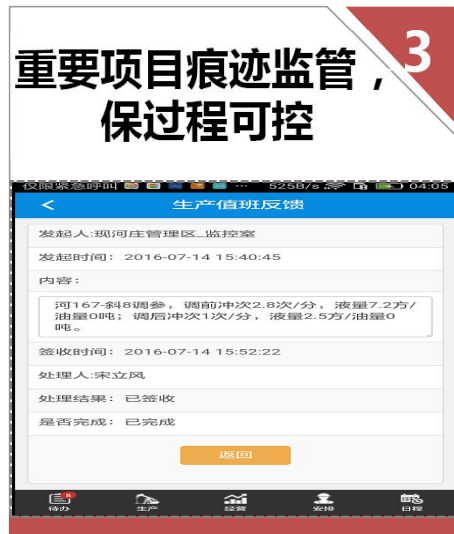 3
重要项目痕迹监管，
保过程可控
仅限紧急呼叫 ... 525B/s 04:05
< 生产值班反馈
发起人:现河庄管理区_监控室
发起时间: 2016-07-14 15:40:45
内容:
河167-斜8调参，调前冲次2.8次/分，液量7.2方/
油量0吨；调后冲次1次/分，液量2.5方/油量0
吨。
签收时间: 2016-07-14 15:52:22
处理人:宋立风
处理结果: 已签收
是否完成: 已完成
返回
待办 生产 经营 安排 日程